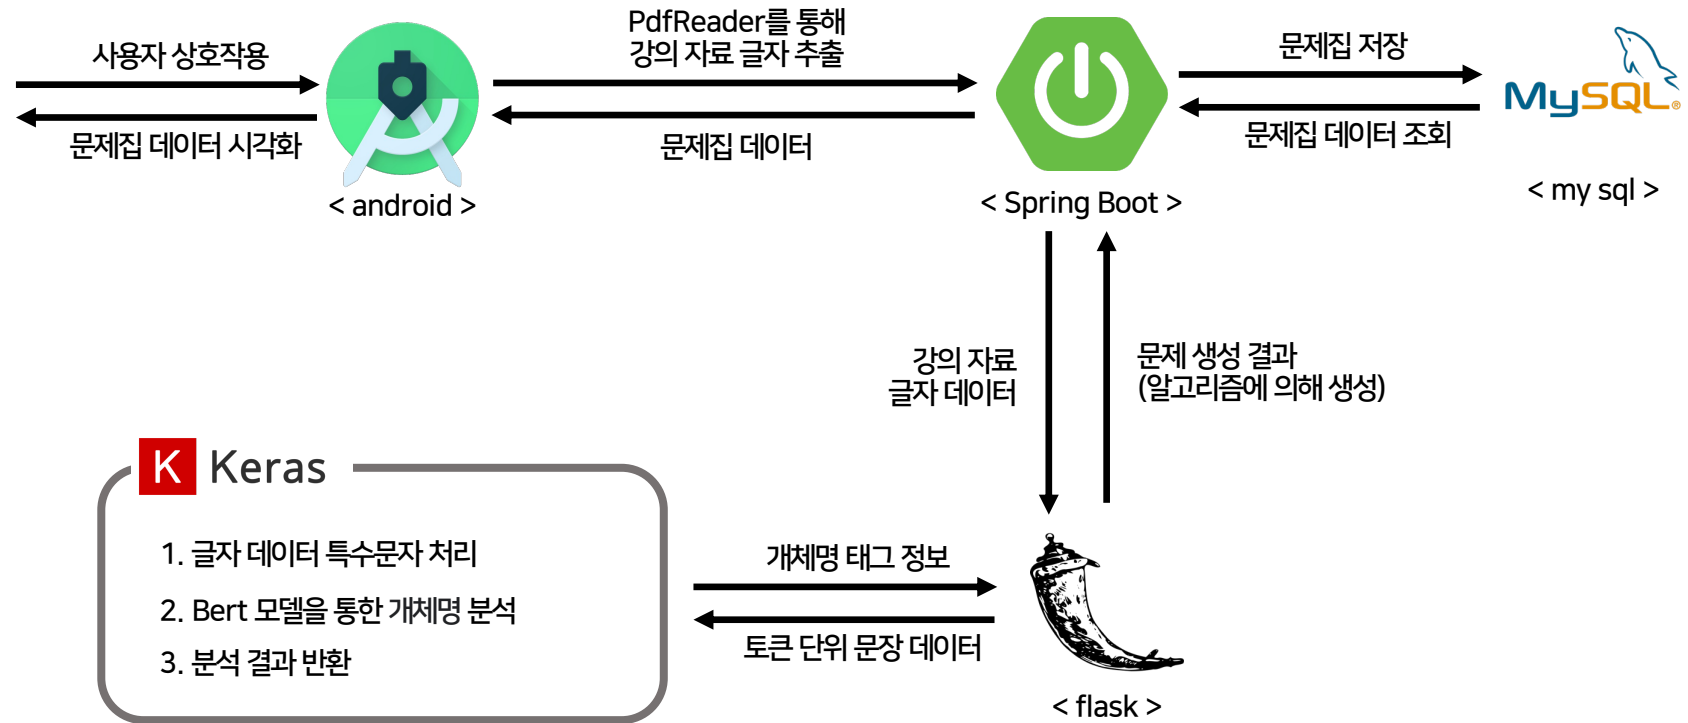 사용자 상호작용
문제집 데이터 시각화
< android >
PdfReader를 통해
강의 자료 글자 추출
문제집 데이터
< Spring Boot >
문제집 저장
문제집 데이터 조회
MySQL®
< my sql >
강의 자료
글자 데이터
문제 생성 결과
(알고리즘에 의해 생성)
K Keras
1. 글자 데이터 특수문자 처리
2. Bert 모델을 통한 개체명 분석
3. 분석 결과 반환
개체명 태그 정보
토큰 단위 문장 데이터
< flask >